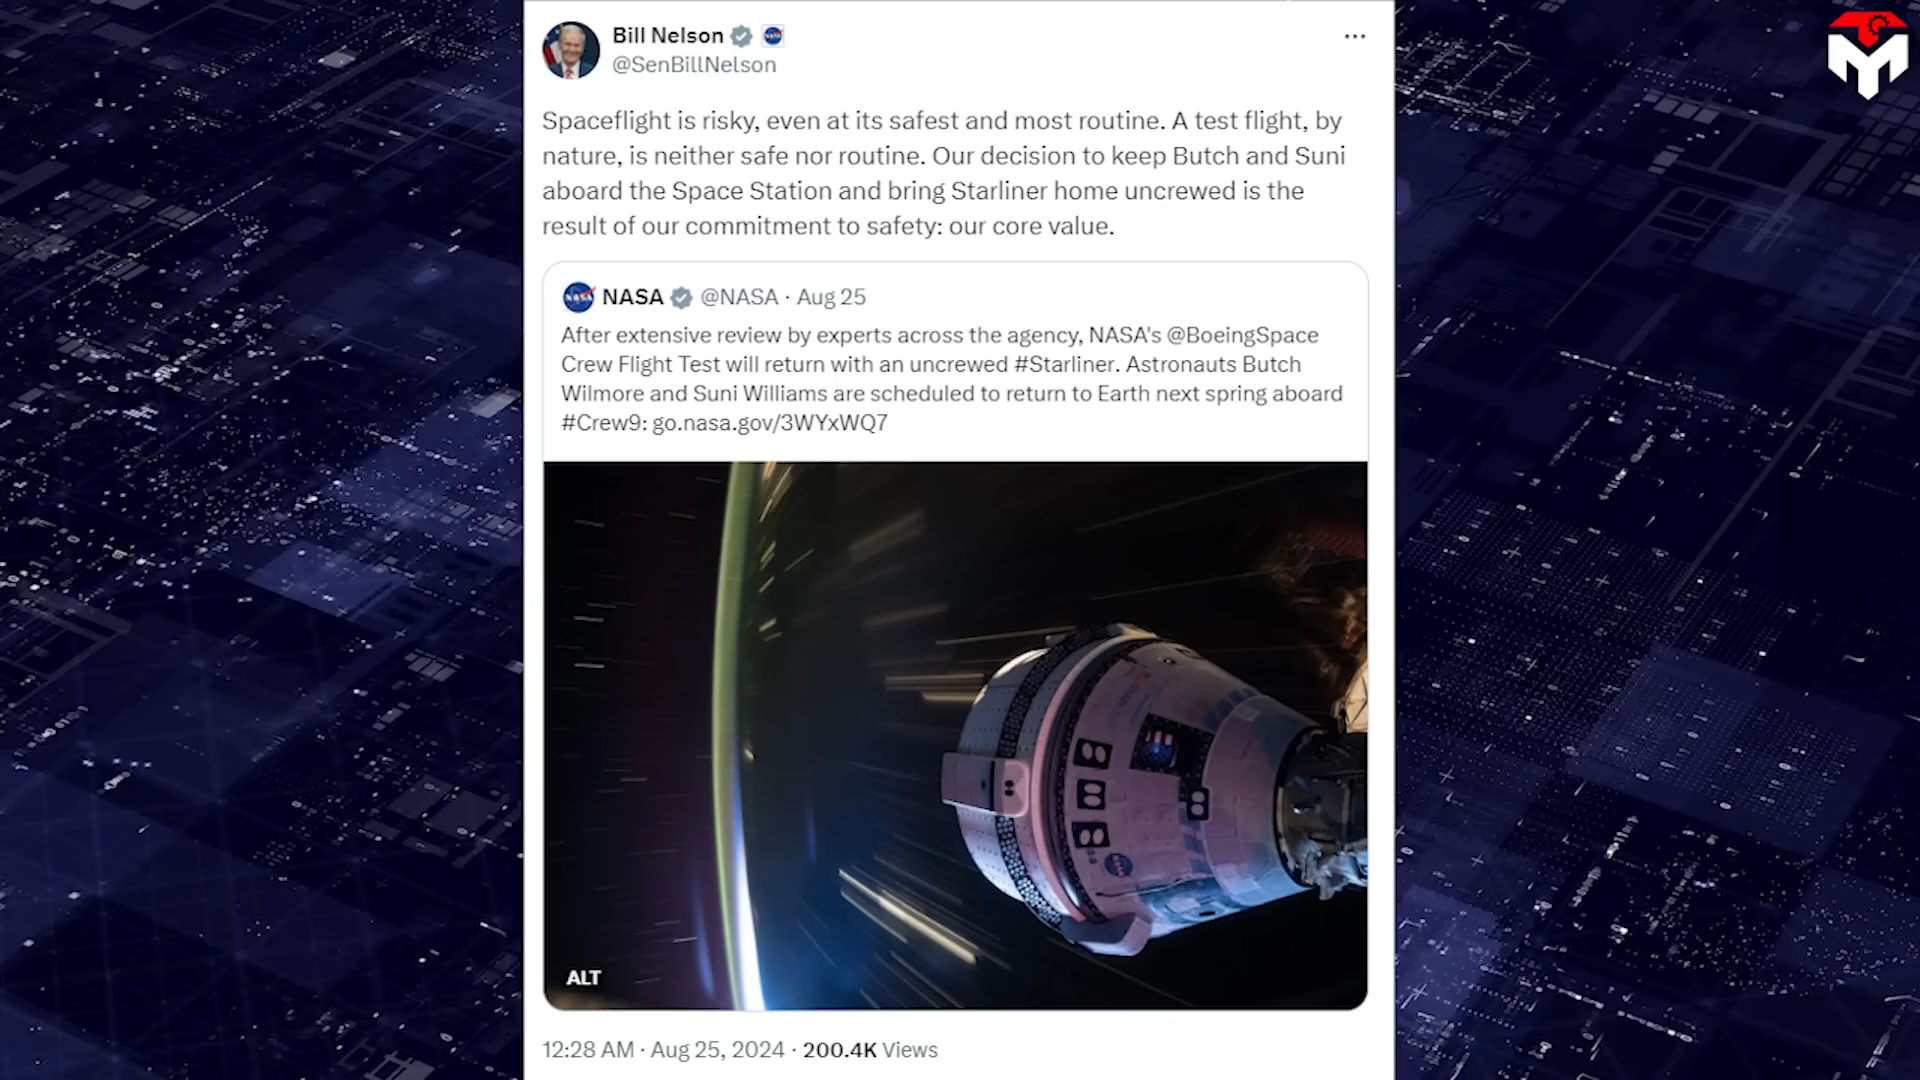 Bill Nelson
@SenBillNelson
Spaceflight is risky, even at its safest and most routine. A test flight, by
nature, is neither safe nor routine. Our decision to keep Butch and Suni
aboard the Space Station and bring Starliner home uncrewed is the
result of our commitment to safety: our core value.
NASA @NASA · Aug 25
After extensive review by experts across the agency, NASA's @BoeingSpace
Crew Flight Test will return with an uncrewed #Starliner. Astronauts Butch
Wilmore and Suni Williams are scheduled to return to Earth next spring aboard
#Crew9: go.nasa.gov/3WYxWQ7
ALT
12:28 AM · Aug 25, 2024 · 200.4K Views